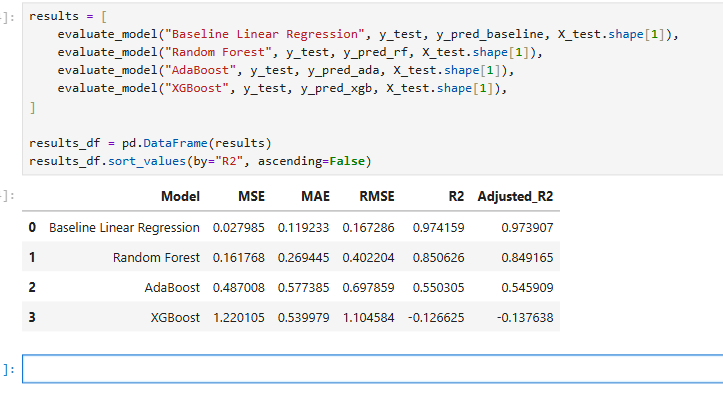 ]: results = [
evaluate_model("Baseline Linear Regression", y_test, y_pred_baseline, X_test.shape[1]),
evaluate_model("Random Forest", y_test, y_pred_rf, X_test.shape[1]),
evaluate_model("AdaBoost", y_test, y_pred_ada, X_test.shape[1]),
evaluate_model("XGBoost", y_test, y_pred_xgb, X_test.shape[1]),
]
results_df = pd.DataFrame(results)
results_df.sort_values(by="R2", ascending=False)
]: Model MSE MAE RMSE R2 Adjusted_R2
0 Baseline Linear Regression 0.027985 0.119233 0.167286 0.974159 0.973907
1 Random Forest 0.161768 0.269445 0.402204 0.850626 0.849165
2 AdaBoost 0.487008 0.577385 0.697859 0.550305 0.545909
3 XGBoost 1.220105 0.539979 1.104584 -0.126625 -0.137638
]: